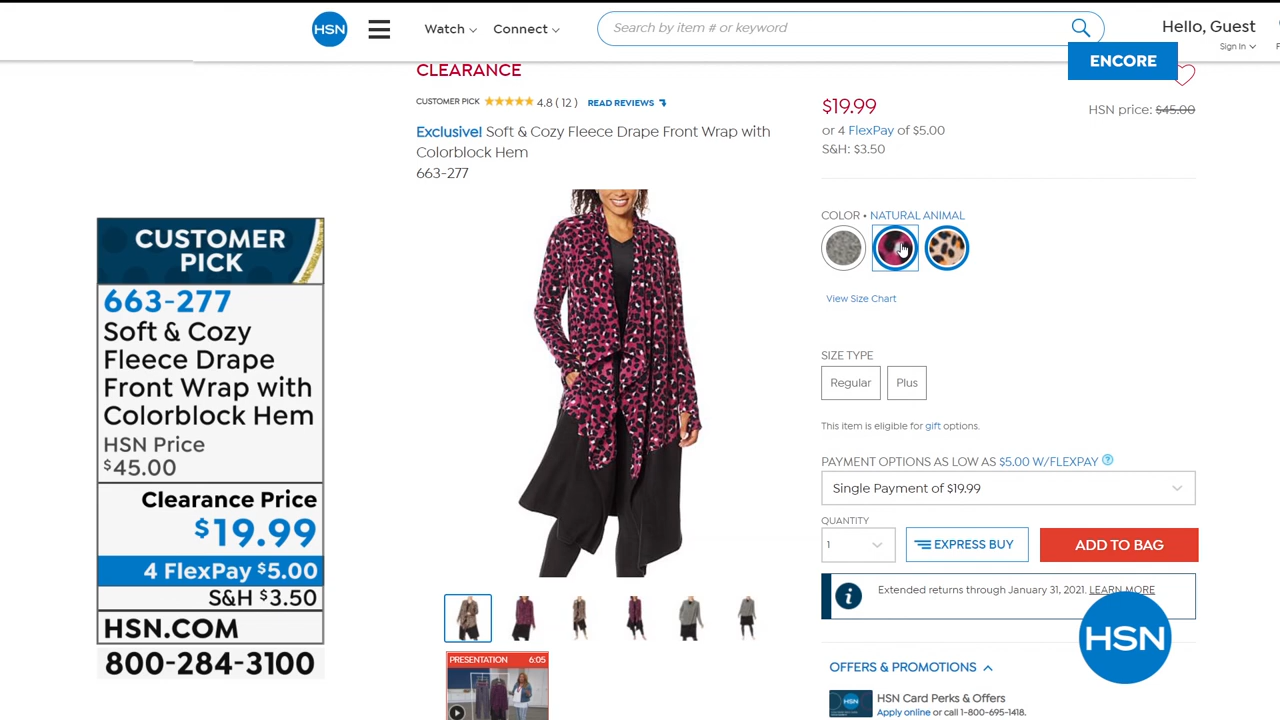 HSN
Watch
Connect
Search by item # or keyword
Hello, Guest
Sign In
ENCORE
CLEARANCE
CUSTOMER PICK 4.8 ( 12 ) READ REVIEWS
Exclusive! Soft & Cozy Fleece Drape Front Wrap with
Colorblock Hem
663-277
$19.99
HSN price: $45.00
or 4 FlexPay of $5.00
S&H: $3.50
COLOR • NATURAL ANIMAL
View Size Chart
SIZE TYPE
Regular
Plus
This item is eligible for gift options.
PAYMENT OPTIONS AS LOW AS $5.00 W/FLEXPAY ?
Single Payment of $19.99
QUANTITY
1
EXPRESS BUY
ADD TO BAG
i
Extended returns through January 31, 2021. LEARN MORE
HSN
OFFERS & PROMOTIONS
HSN Card Perks & Offers
Apply online or call 1-800-695-1418.
PRESENTATION 6:05
CUSTOMER
PICK
663-277
Soft & Cozy
Fleece Drape
Front Wrap with
Colorblock Hem
HSN Price
$45.00
Clearance Price
$19.99
4 FlexPay $5.00
S&H $3.50
HSN.COM
800-284-3100